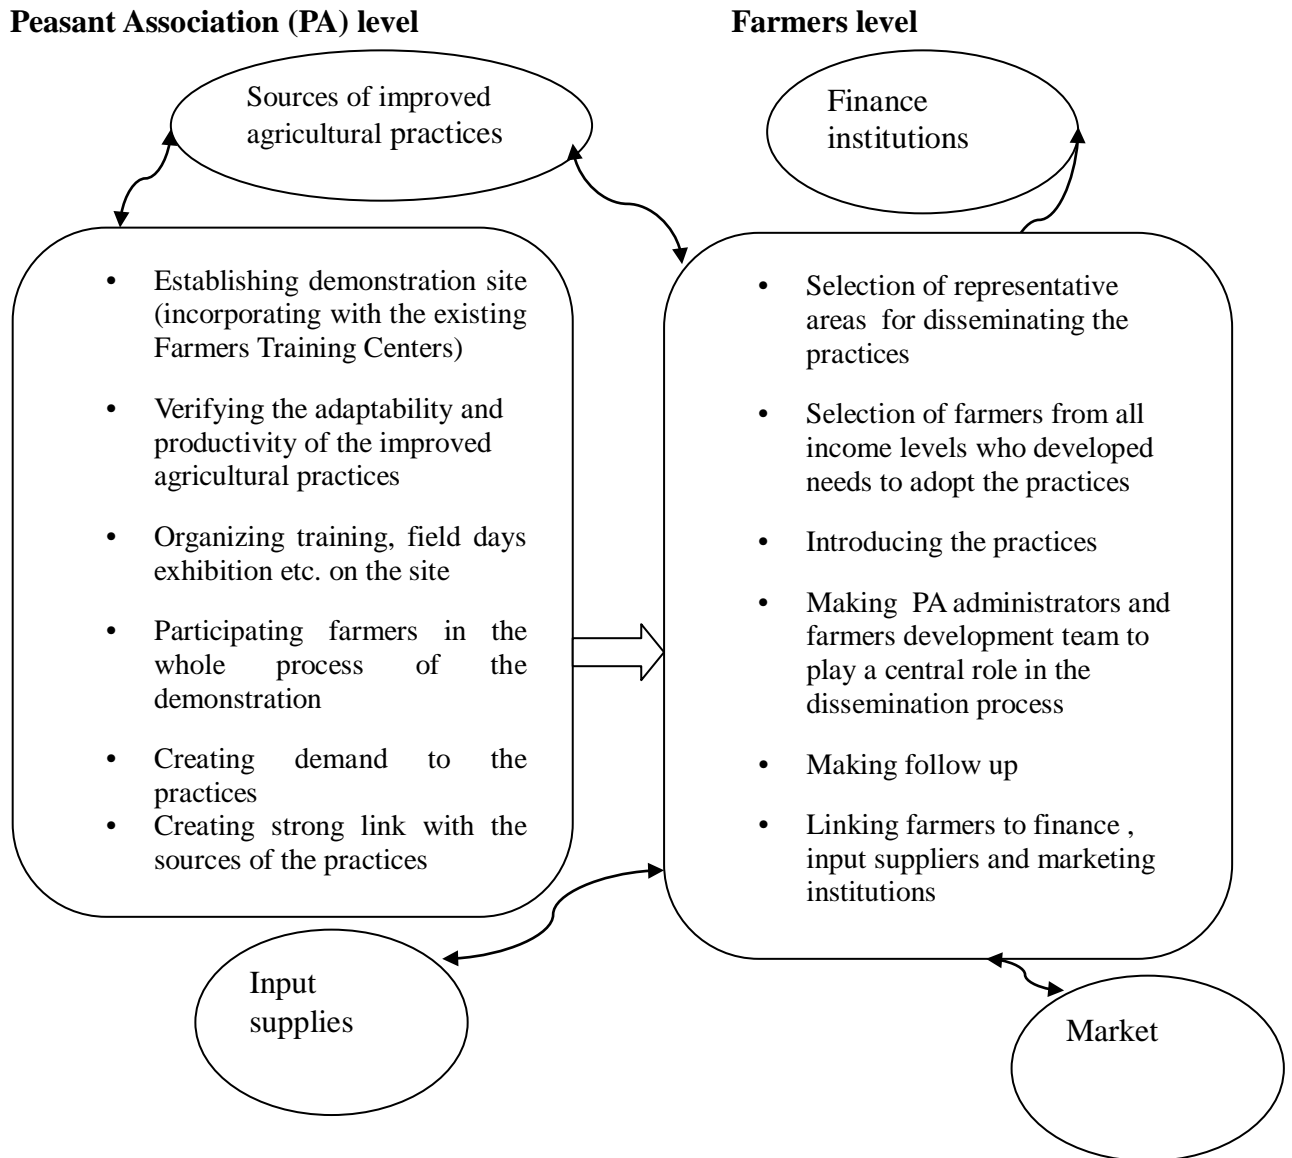 Peasant Association (PA) level
Farmers level
Sources of improved
agricultural practices
Finance
institutions
• Establishing demonstration site
(incorporating with the existing
Farmers Training Centers)
• Verifying the adaptability and
productivity of the improved
agricultural practices
• Organizing training, field days
exhibition etc. on the site
• Participating farmers in the
whole process of the
demonstration
• Creating demand to the
practices
• Creating strong link with the
sources of the practices
• Selection of representative
areas for disseminating the
practices
• Selection of farmers from all
income levels who developed
needs to adopt the practices
• Introducing the practices
• Making PA administrators and
farmers development team to
play a central role in the
dissemination process
• Making follow up
• Linking farmers to finance ,
input suppliers and marketing
institutions
Input
supplies
Market